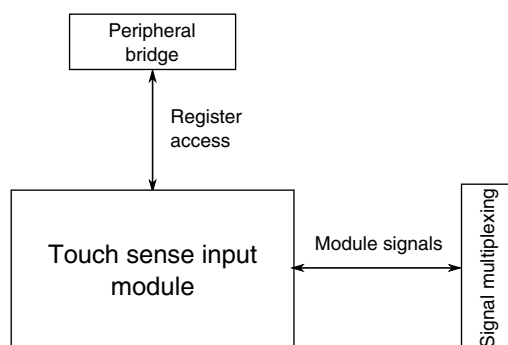 Peripheral
bridge
Register
access
Touch sense input
module
Module signals
Signal multiplexing